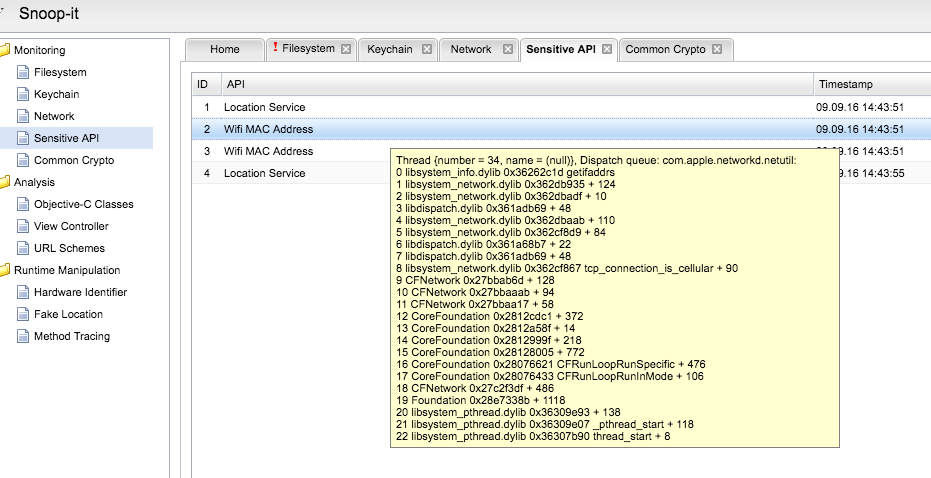 Snoop-it
Monitoring
Filesystem
Keychain
Network
Sensitive API
Common Crypto
Analysis
Objective-C Classes
View Controller
URL Schemes
Runtime Manipulation
Hardware Identifier
Fake Location
Method Tracing
Home
! Filesystem
Keychain
Network
Sensitive API
Common Crypto
ID API Timestamp
1 Location Service 09.09.16 14:43:51
2 Wifi MAC Address 09.09.16 14:43:51
3 Wifi MAC Address 09.09.16 14:43:51
4 Location Service 09.09.16 14:43:55
Thread {number = 34, name = (null)}, Dispatch queue: com.apple.networkd.netutil:
0 libsystem_info.dylib 0x36262c1d getifaddrs
1 libsystem_network.dylib 0x362db935 + 124
2 libsystem_network.dylib 0x362dbadf + 10
3 libdispatch.dylib 0x361adb69 + 48
4 libsystem_network.dylib 0x362dbaab + 110
5 libsystem_network.dylib 0x362cf8d9 + 84
6 libdispatch.dylib 0x361a68b7 + 22
7 libdispatch.dylib 0x361adb69 + 48
8 libsystem_network.dylib 0x362cf867 tcp_connection_is_cellular + 90
9 CFNetwork 0x27bbab6d + 128
10 CFNetwork 0x27bbaaab + 94
11 CFNetwork 0x27bbaa17 + 58
12 CoreFoundation 0x2812cdc1 + 372
13 CoreFoundation 0x2812a58f + 14
14 CoreFoundation 0x2812999f + 218
15 CoreFoundation 0x28128005 + 772
16 CoreFoundation 0x28076621 CFRunLoopRunSpecific + 476
17 CoreFoundation 0x28076433 CFRunLoopRunInMode + 106
18 CFNetwork 0x27c2f3df + 486
19 Foundation 0x28e7338b + 1118
20 libsystem_pthread.dylib 0x36309e93 + 138
21 libsystem_pthread.dylib 0x36309e07 _pthread_start + 118
22 libsystem_pthread.dylib 0x36307b90 thread_start + 8